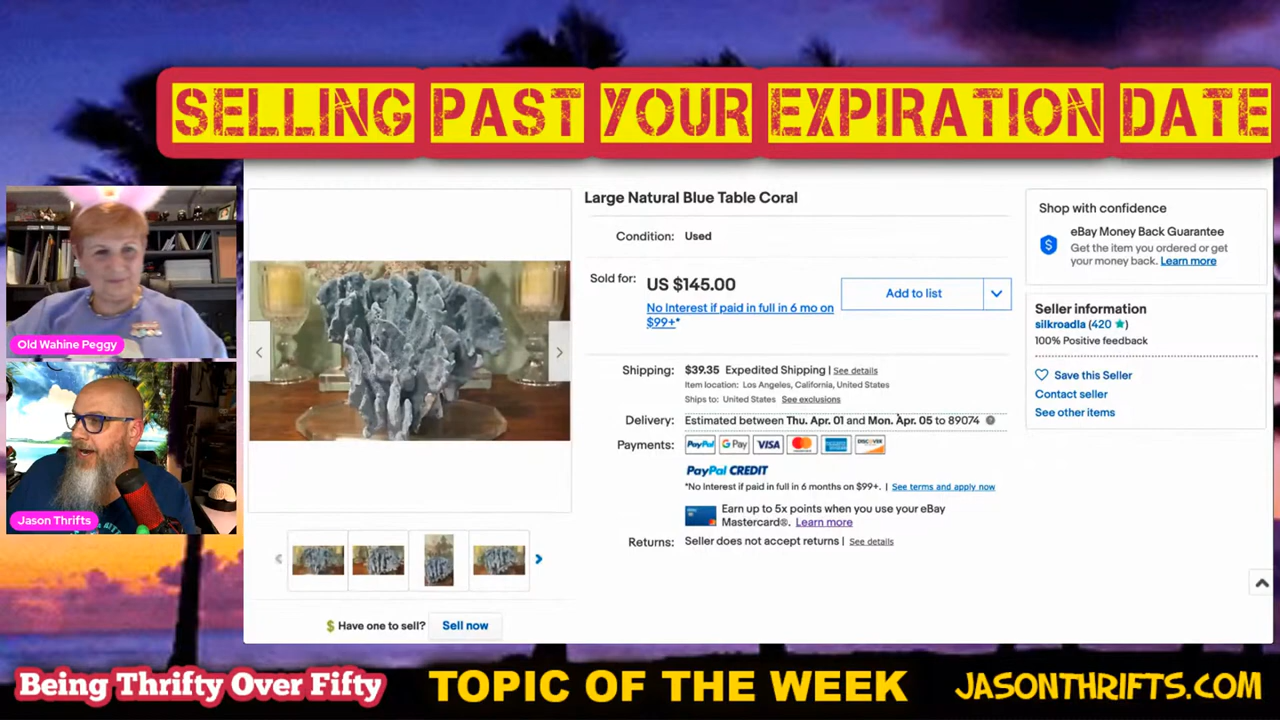 SELLING PAST YOUR EXPIRATION DATE
Old Wahine Peggy
Jason Thrifts
Large Natural Blue Table Coral
Condition: Used
Sold for: US $145.00
No Interest if paid in full in 6 mo on
$99+*
Add to list
Shipping: $39.35 Expedited Shipping | See details
Item location: Los Angeles, California, United States
Ships to: United States See exclusions
Delivery: Estimated between Thu. Apr. 01 and Mon. Apr. 05 to 89074
Payments: PayPal G Pay VISA
DISCOVER
PayPal CREDIT
*No Interest if paid in full in 6 months on $99+. | See terms and apply now
Earn up to 5x points when you use your eBay
Mastercard®. Learn more
Returns: Seller does not accept returns | See details
Shop with confidence
eBay Money Back Guarantee
Get the item you ordered or get
your money back. Learn more
Seller information
silkroadla (420 )
100% Positive feedback
Save this Seller
Contact seller
See other items
$ Have one to sell? Sell now
Being Thrifty Over Fifty
TOPIC OF THE WEEK
JASONTHRIFTS.COM